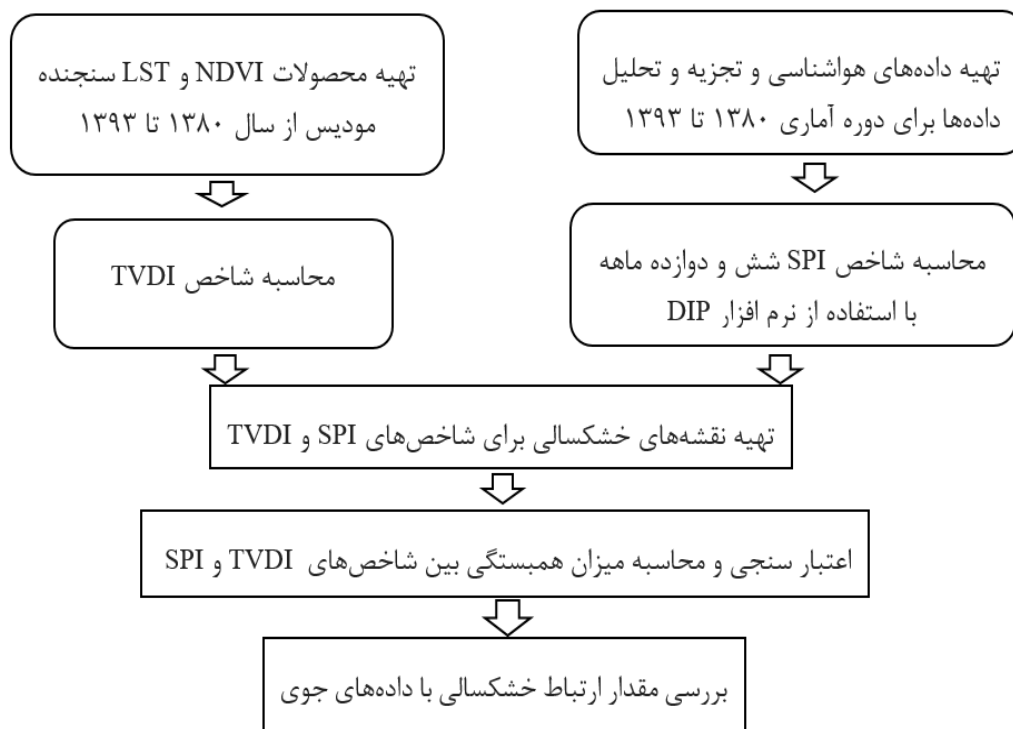 تهیه داده‌های هواشناسی و تجزیه و تحلیل
داده‌ها برای دوره آماری ۱۳۸۰ تا ۱۳۹۳
تهیه محصولات NDVI و LST سنجنده
مودیس از سال ۱۳۸۰ تا ۱۳۹۳
محاسبه شاخص SPI شش و دوازده ماهه
با استفاده از نرم افزار DIP
محاسبه شاخص TVDI
تهیه نقشه‌های خشکسالی برای شاخص‌های SPI و TVDI
اعتبار سنجی و محاسبه میزان همبستگی بین شاخص‌های TVDI و SPI
بررسی مقدار ارتباط خشکسالی با داده‌های جوی